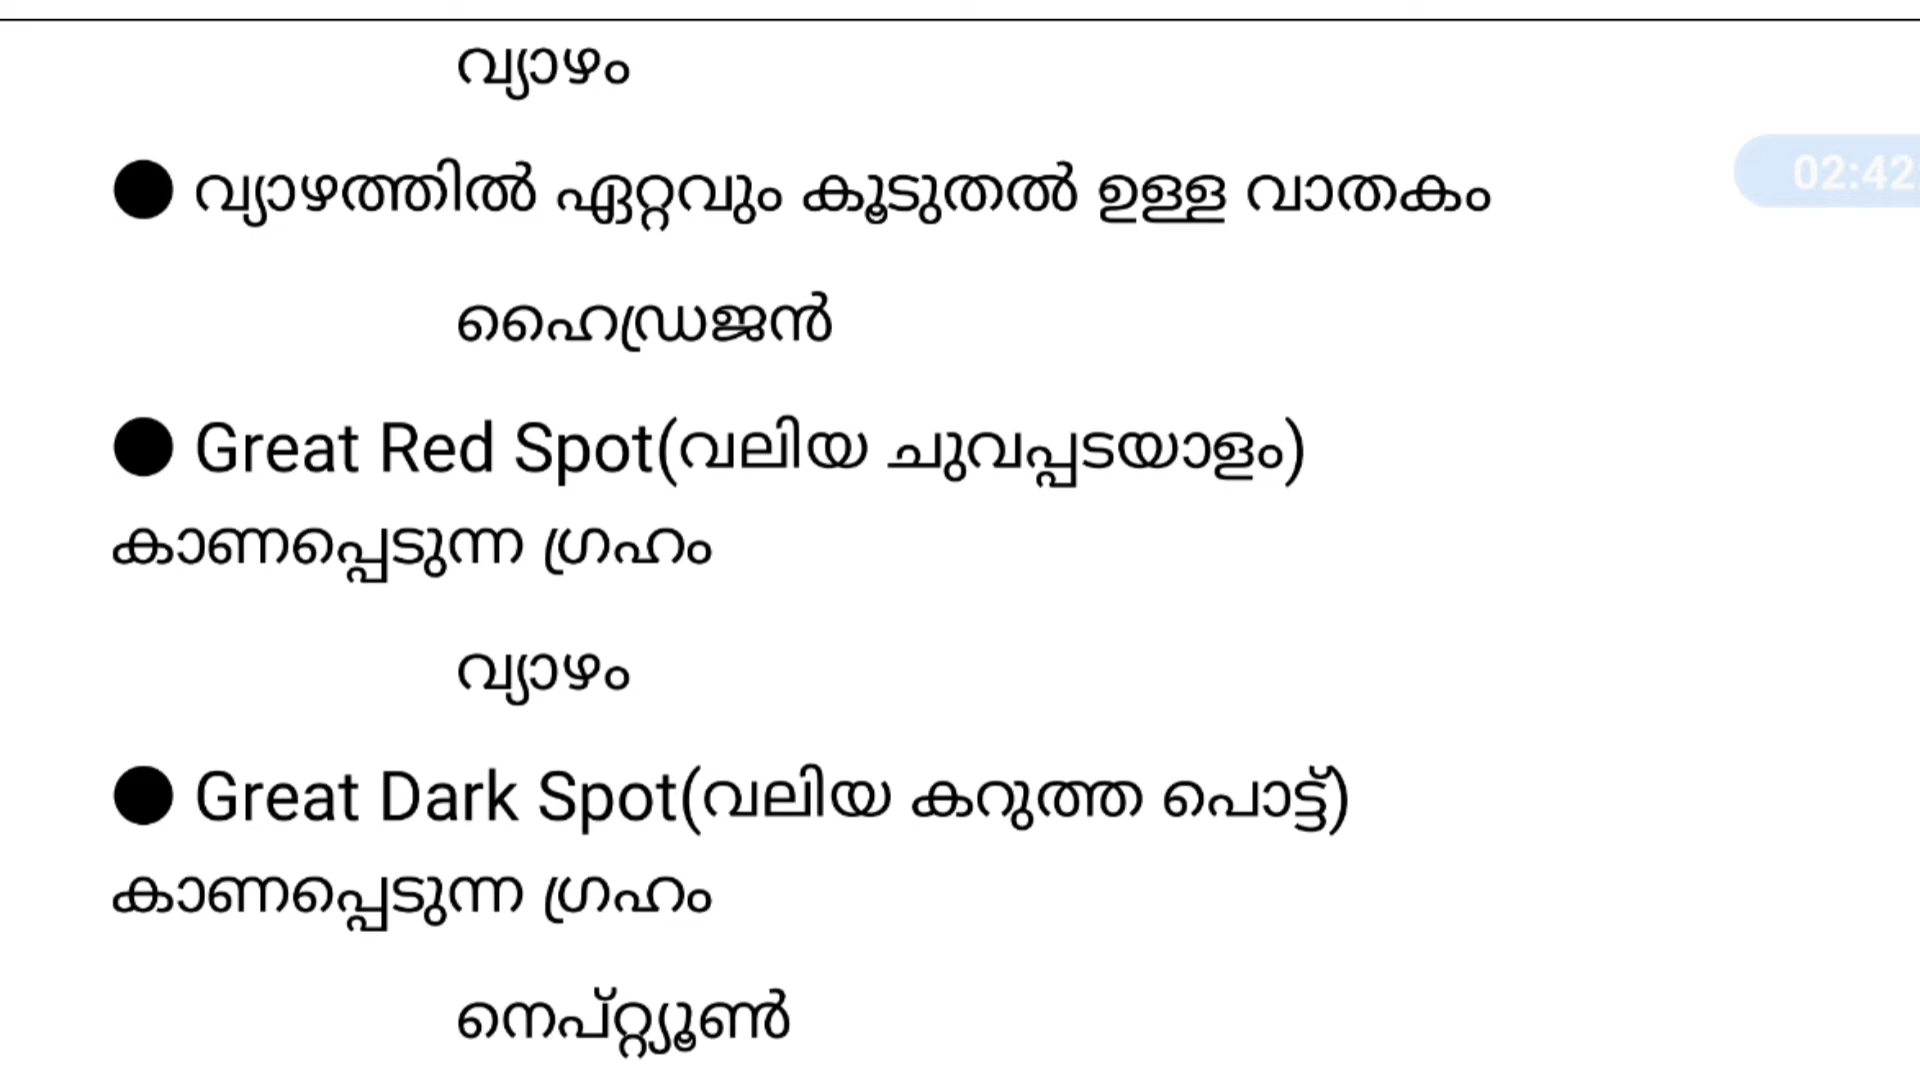 വ്യാഴം
02:42
● വ്യാഴത്തിൽ ഏറ്റവും കൂടുതൽ ഉള്ള വാതകം
ഹൈഡ്രജൻ
● Great Red Spot(വലിയ ചുവപ്പടയാളം)
കാണപ്പെടുന്ന ഗ്രഹം
വ്യാഴം
● Great Dark Spot(വലിയ കറുത്ത പൊട്ട്)
കാണപ്പെടുന്ന ഗ്രഹം
നെപ്റ്റ്യൂൺ